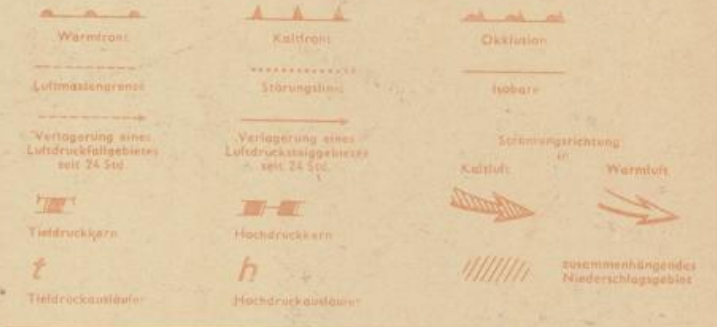 Warmfront
Kaltfront
Okklusion
Luftmassengrenze
Störungslinie
Isobare
Verlagerung eines
Luftdruckfallgebietes
seit 24 Std.
Verlagerung eines
Luftdrucksteiggebietes
seit 24 Std.
Strömungsrichtung
in
Kaltluft
Warmluft
T
Tiefdruckkern
H
Hochdruckkern
zusammenhängendes
Niederschlagsgebiet
t
Tiefdruckausläufer
h
Hochdruckausläufer